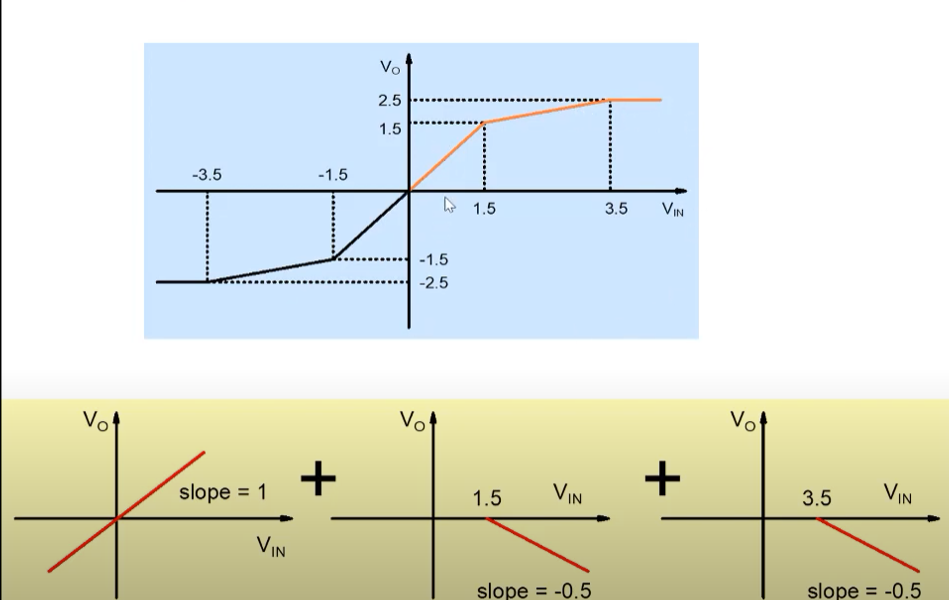 VO
2.5
1.5
-3.5 -1.5
1.5 3.5 VIN
-1.5
-2.5
VO
slope = 1
VIN
+
VO
1.5 VIN
slope = -0.5
+
VO
3.5 VIN
slope = -0.5